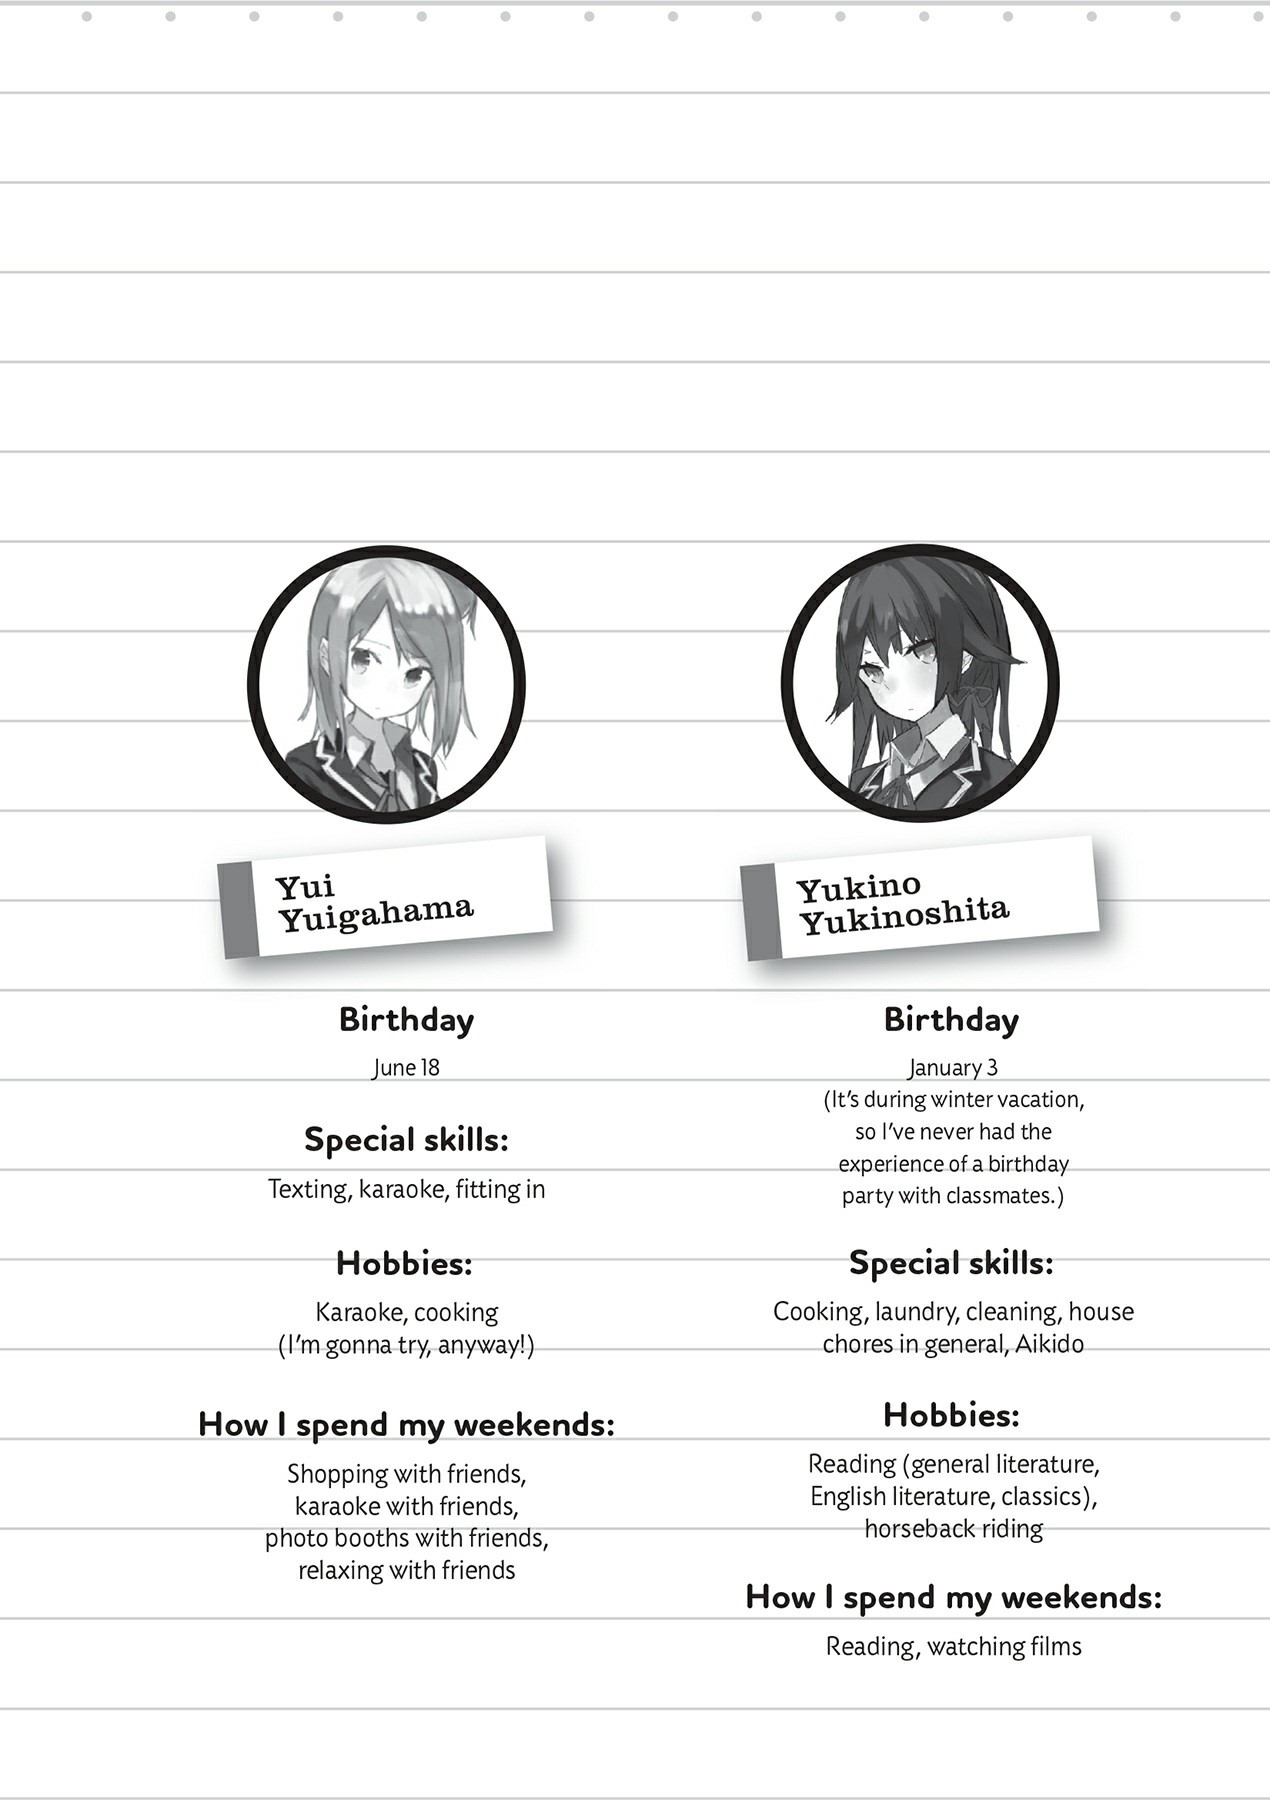 Yui
Yuigahama
Birthday
June 18
Special skills:
Texting, karaoke, fitting in
Hobbies:
Karaoke, cooking
(I'm gonna try, anyway!)
How I spend my weekends:
Shopping with friends,
karaoke with friends,
photo booths with friends,
relaxing with friends
Yukino
Yukinoshita
Birthday
January 3
(It's during winter vacation,
so I've never had the
experience of a birthday
party with classmates.)
Special skills:
Cooking, laundry, cleaning, house
chores in general, Aikido
Hobbies:
Reading (general literature,
English literature, classics),
horseback riding
How I spend my weekends:
Reading, watching films